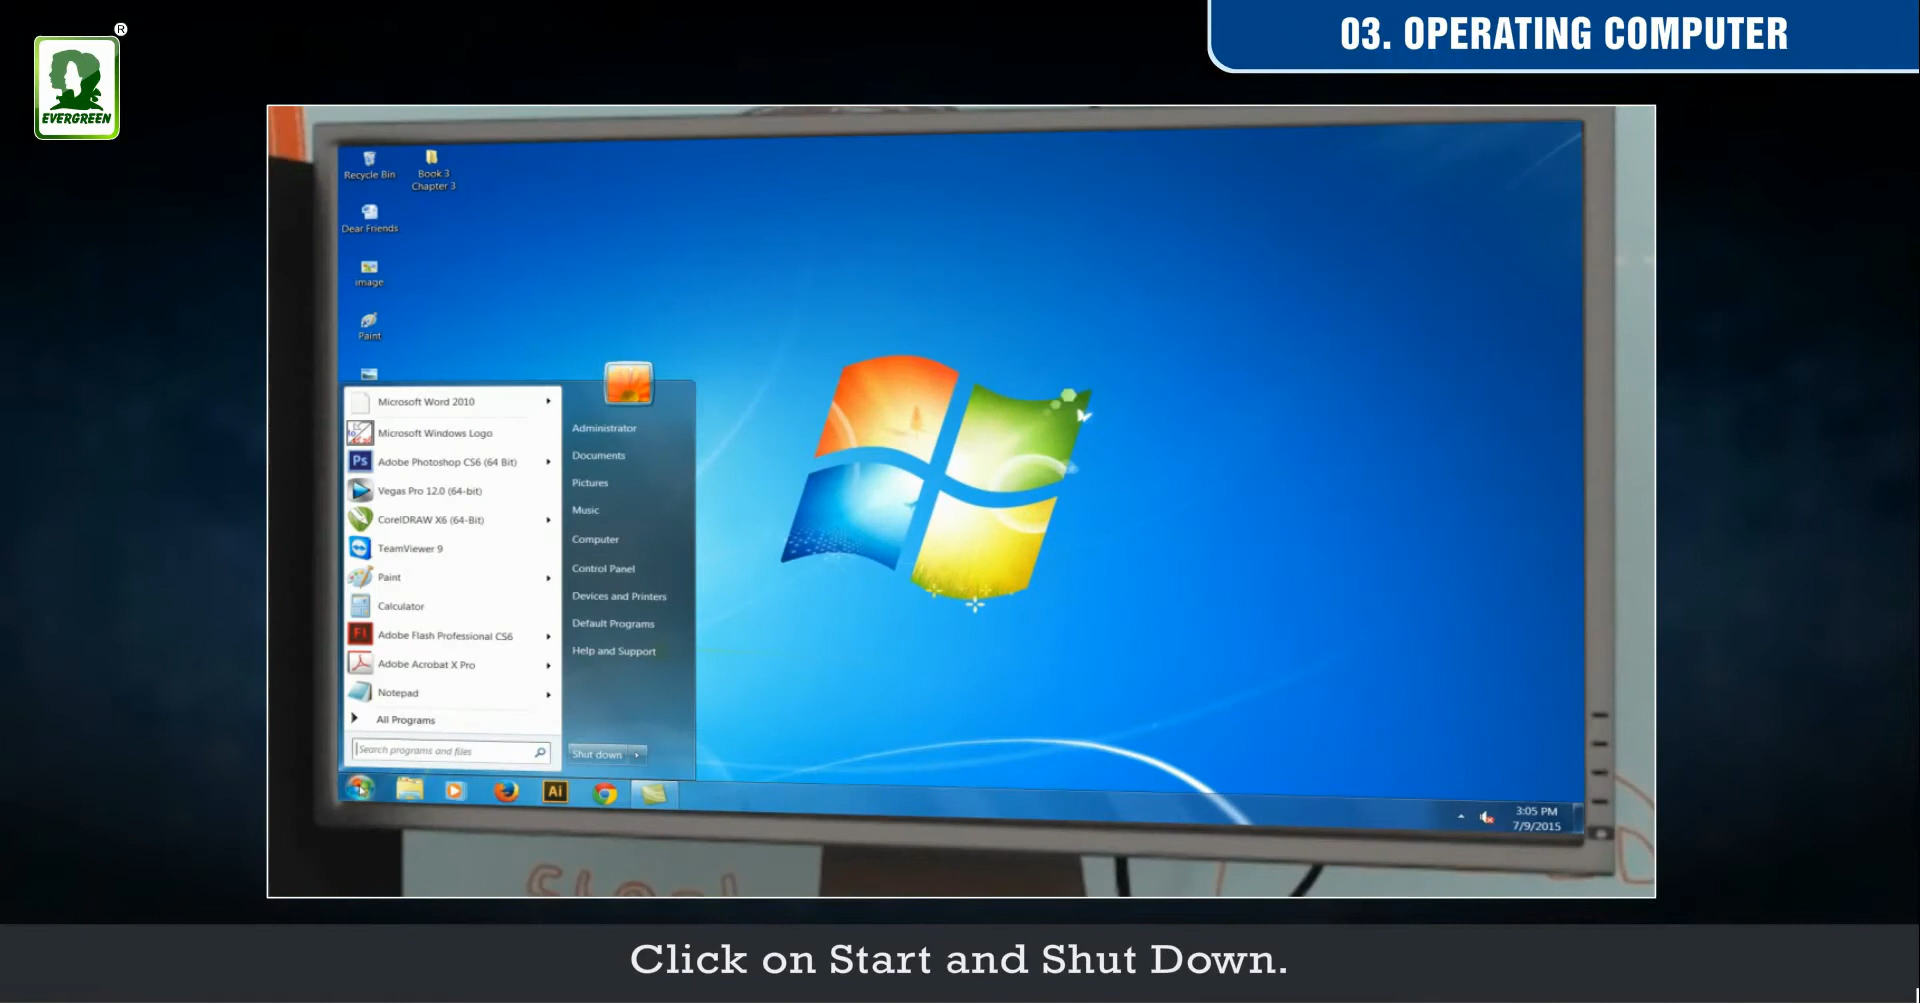 ®
EVERGREEN
03. OPERATING COMPUTER
Recycle Bin
Book 3
Chapter 3
Dear Friends
image
Paint
Microsoft Word 2010
Microsoft Windows Logo
Ps
Adobe Photoshop CS6 (64 Bit)
Vegas Pro 12.0 (64-bit)
CorelDRAW X6 (64-Bit)
TeamViewer 9
Paint
Calculator
Fl
Adobe Flash Professional CS6
Adobe Acrobat X Pro
Notepad
All Programs
Search programs and files
Administrator
Documents
Pictures
Music
Computer
Control Panel
Devices and Printers
Default Programs
Help and Support
Shut down
Ai
3:05 PM
7/9/2015
Click on Start and Shut Down.